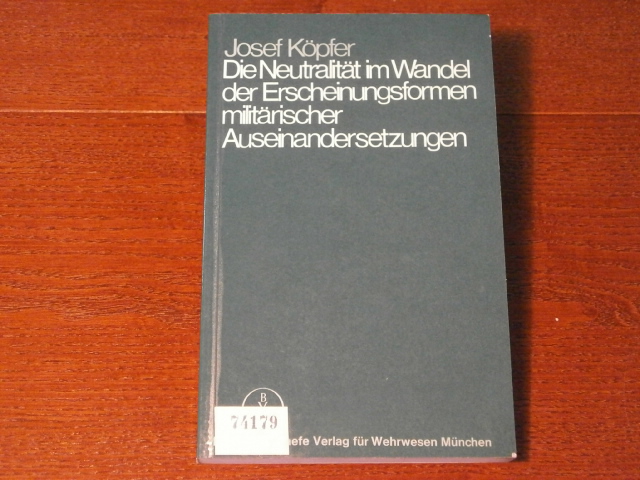 Josef Köpfer
Die Neutralität im Wandel
der Erscheinungsformen
militärischer
Auseinandersetzungen
B
74179
Verlag für Wehrwesen München